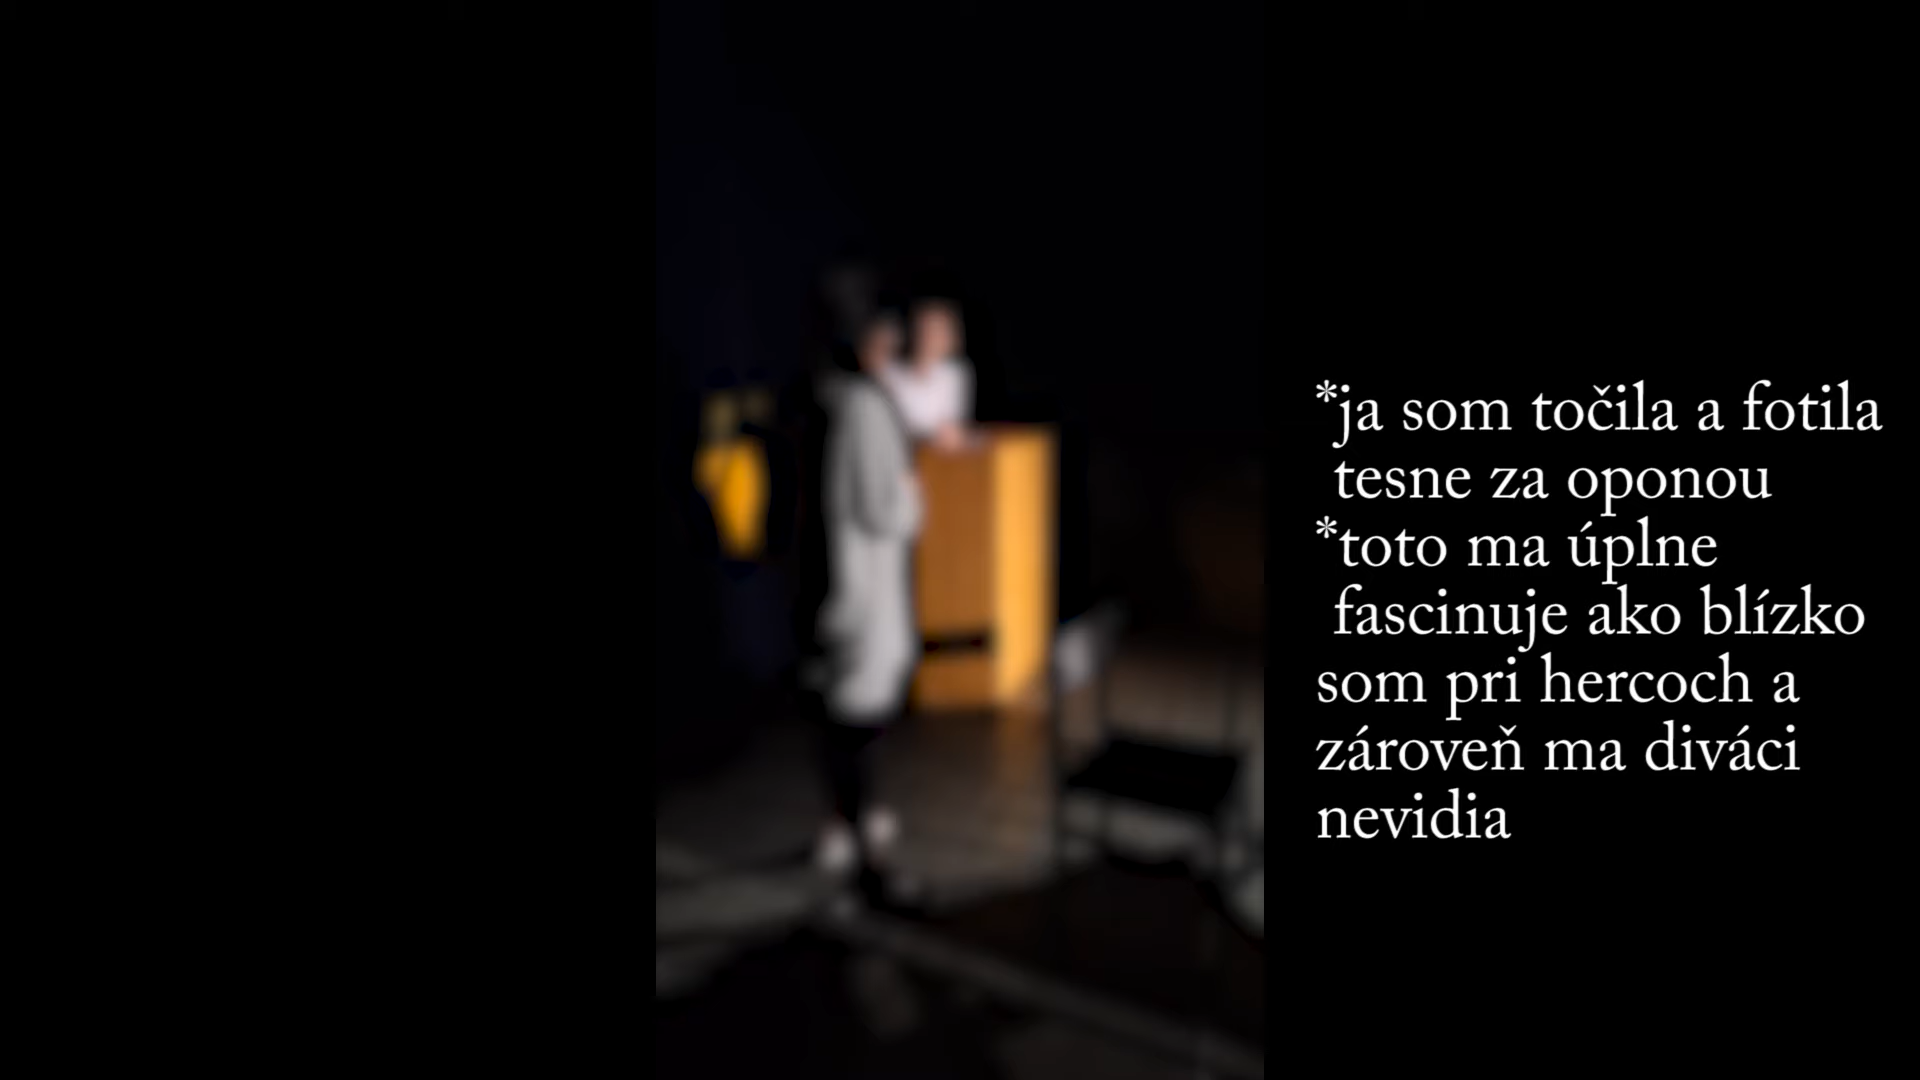 *ja som točila a fotila
tesne za oponou
*toto ma úplne
fascinuje ako blízko
som pri hercoch a
zároveň ma diváci
nevidia